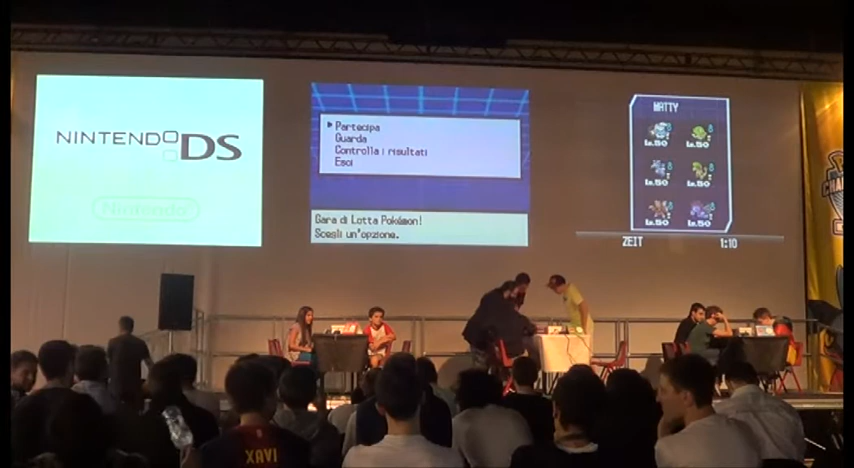 NINTENDO DS
Nintendo
Partecipa
Guarda
Controlla i risultati
Esci
Gara di Lotta Pokémon!
Scegli un'opzione.
MATTY
Lv.50 Lv.50
Lv.50 Lv.50
Lv.50 Lv.50
ZEIT 1:10
XAVI